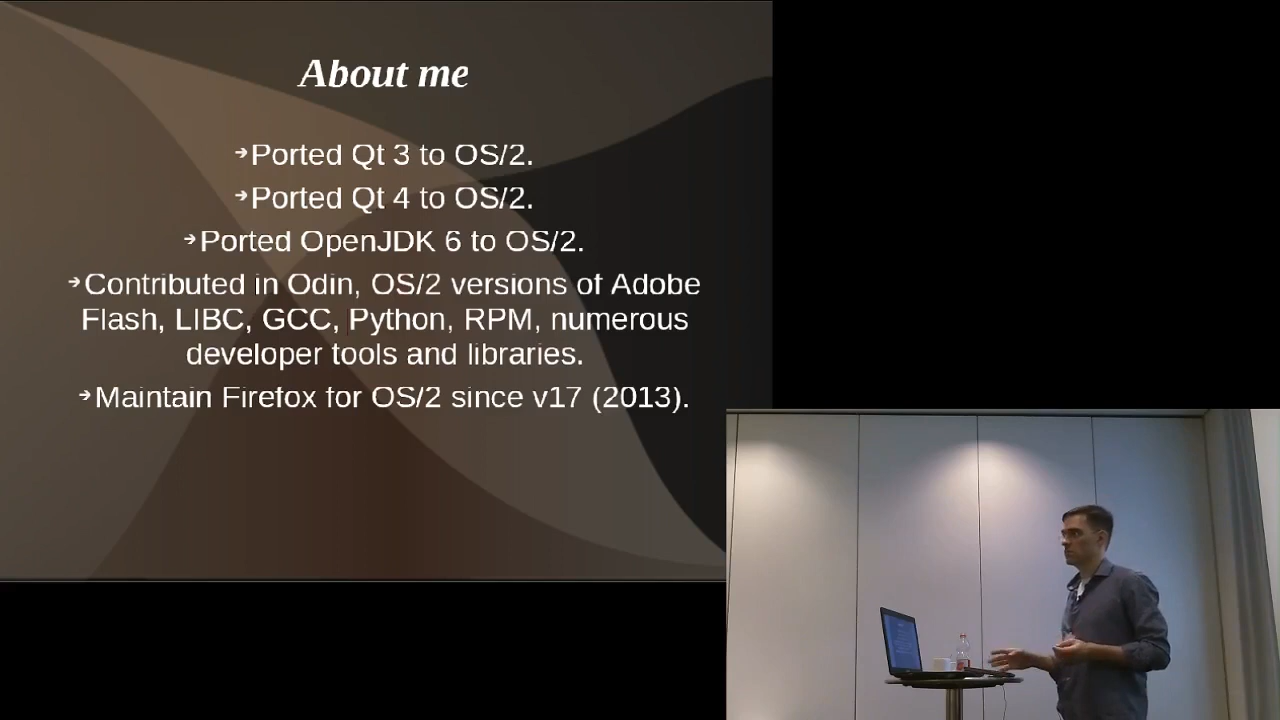 About me
➔Ported Qt 3 to OS/2.
➔Ported Qt 4 to OS/2.
➔Ported OpenJDK 6 to OS/2.
➔Contributed in Odin, OS/2 versions of Adobe
Flash, LIBC, GCC, Python, RPM, numerous
developer tools and libraries.
➔Maintain Firefox for OS/2 since v17 (2013).